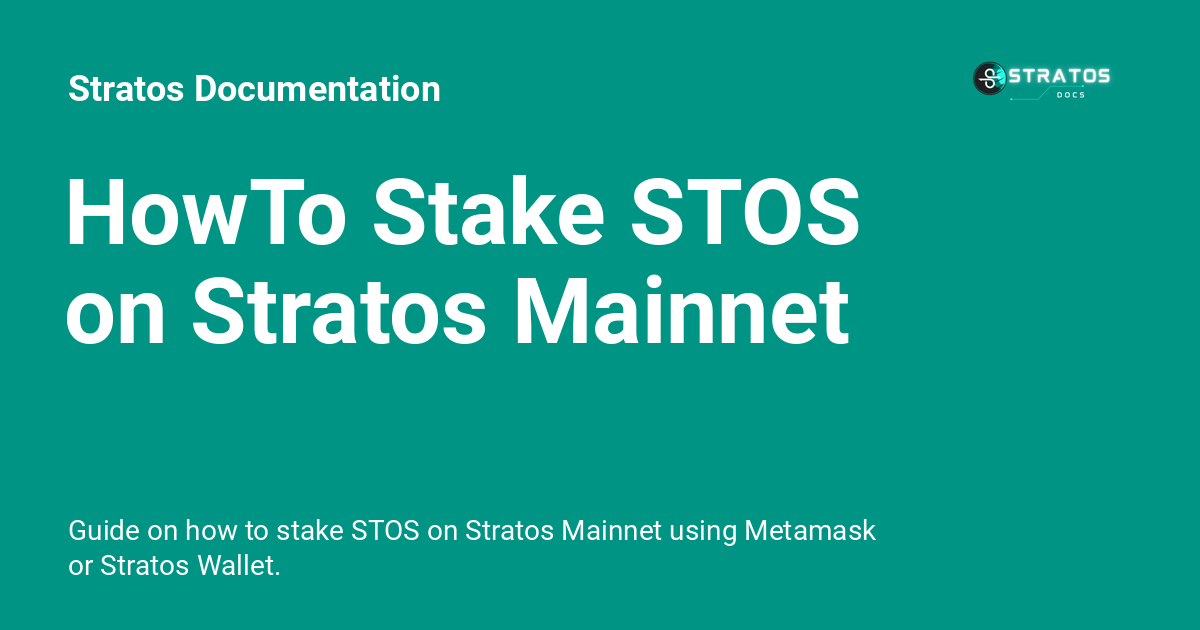 Stratos Documentation
STRATOS
DOCS
HowTo Stake STOS
on Stratos Mainnet
Guide on how to stake STOS on Stratos Mainnet using Metamask
or Stratos Wallet.